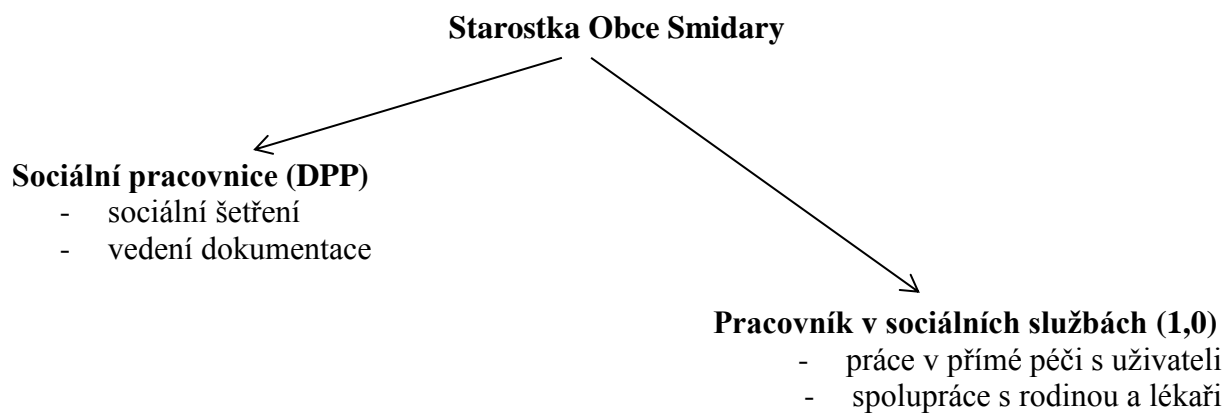 Starostka Obce Smidary
Sociální pracovnice (DPP)
- sociální šetření
- vedení dokumentace
Pracovník v sociálních službách (1,0)
- práce v přímé péči s uživateli
- spolupráce s rodinou a lékaři